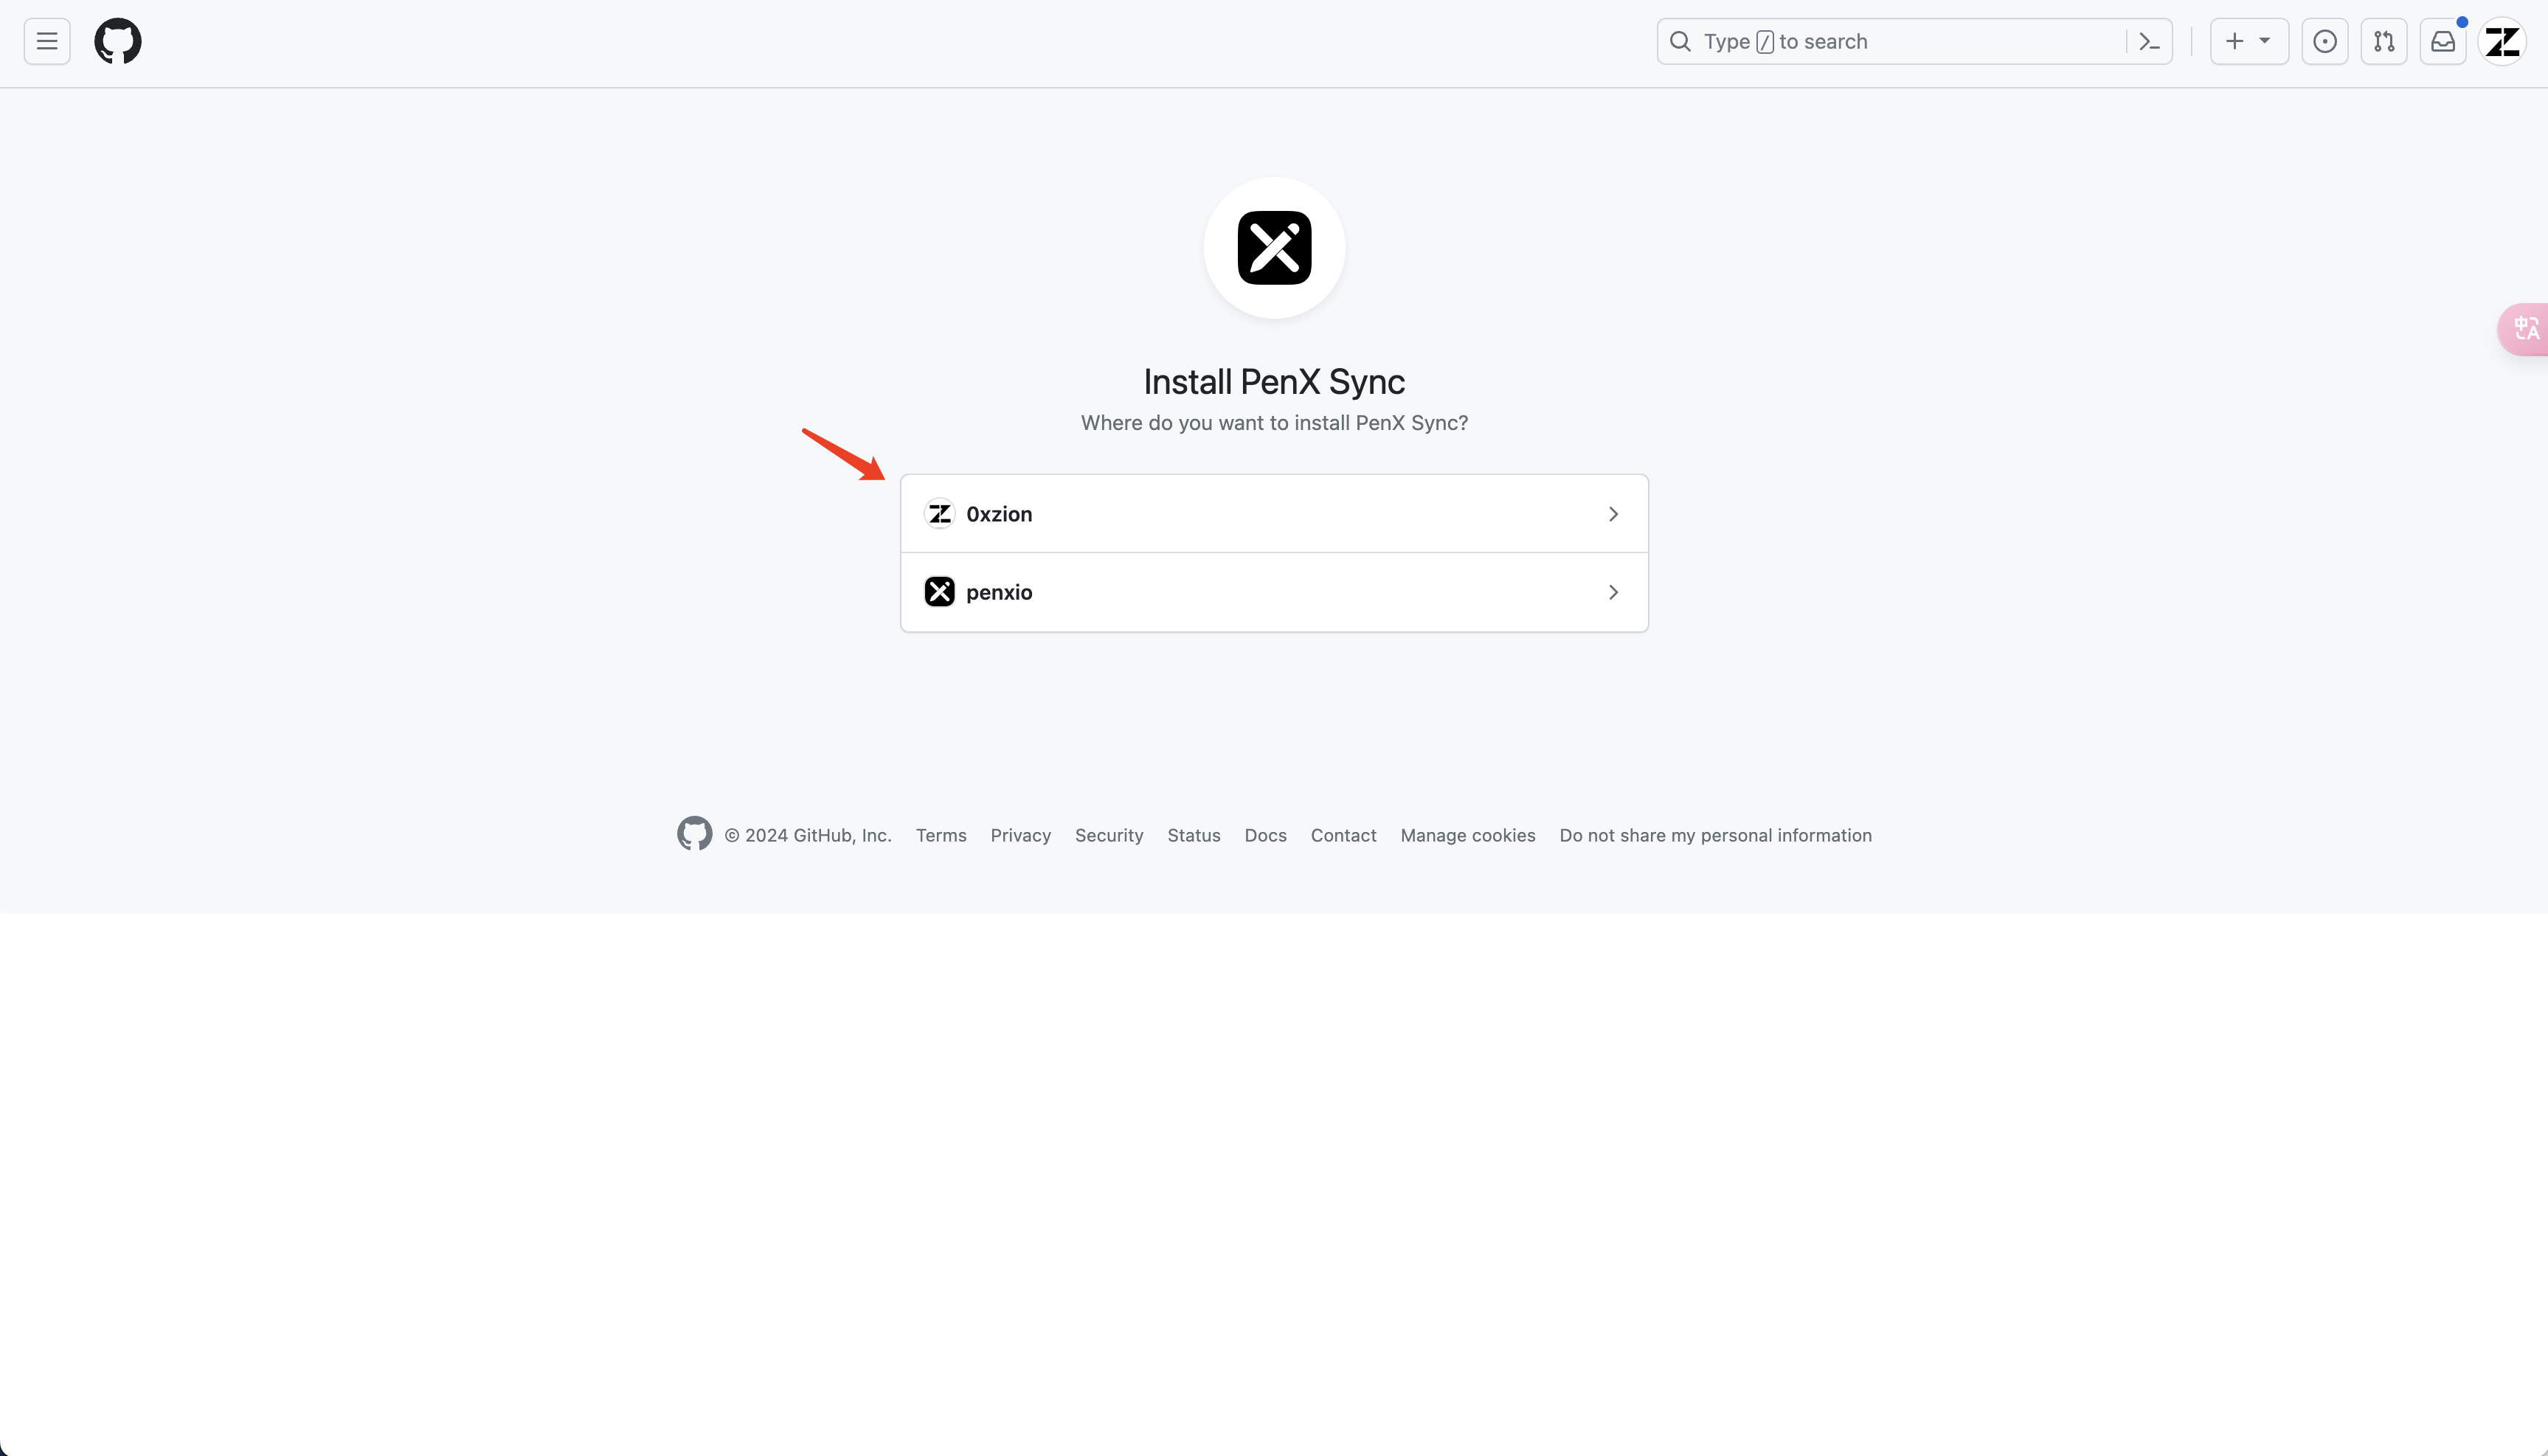 Type / to search
Install PenX Sync
Where do you want to install PenX Sync?
0xzion
penxio
© 2024 GitHub, Inc. Terms Privacy Security Status Docs Contact Manage cookies Do not share my personal information